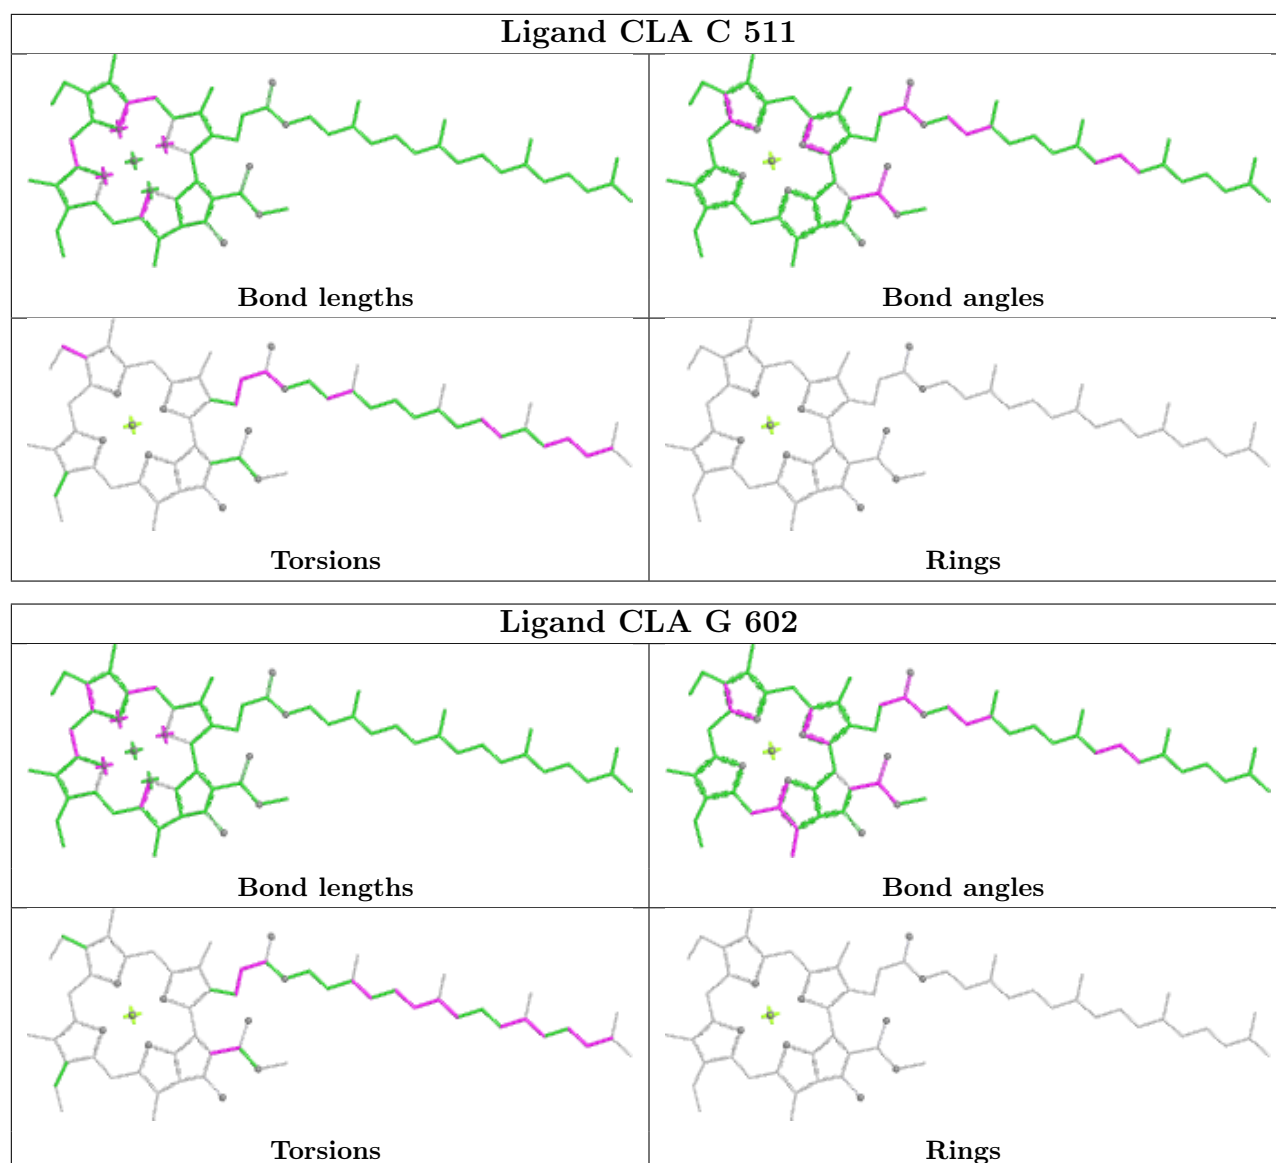 Ligand CLA C 511
Bond lengths
Bond angles
Torsions
Rings
Ligand CLA G 602
Bond lengths
Bond angles
Torsions
Rings